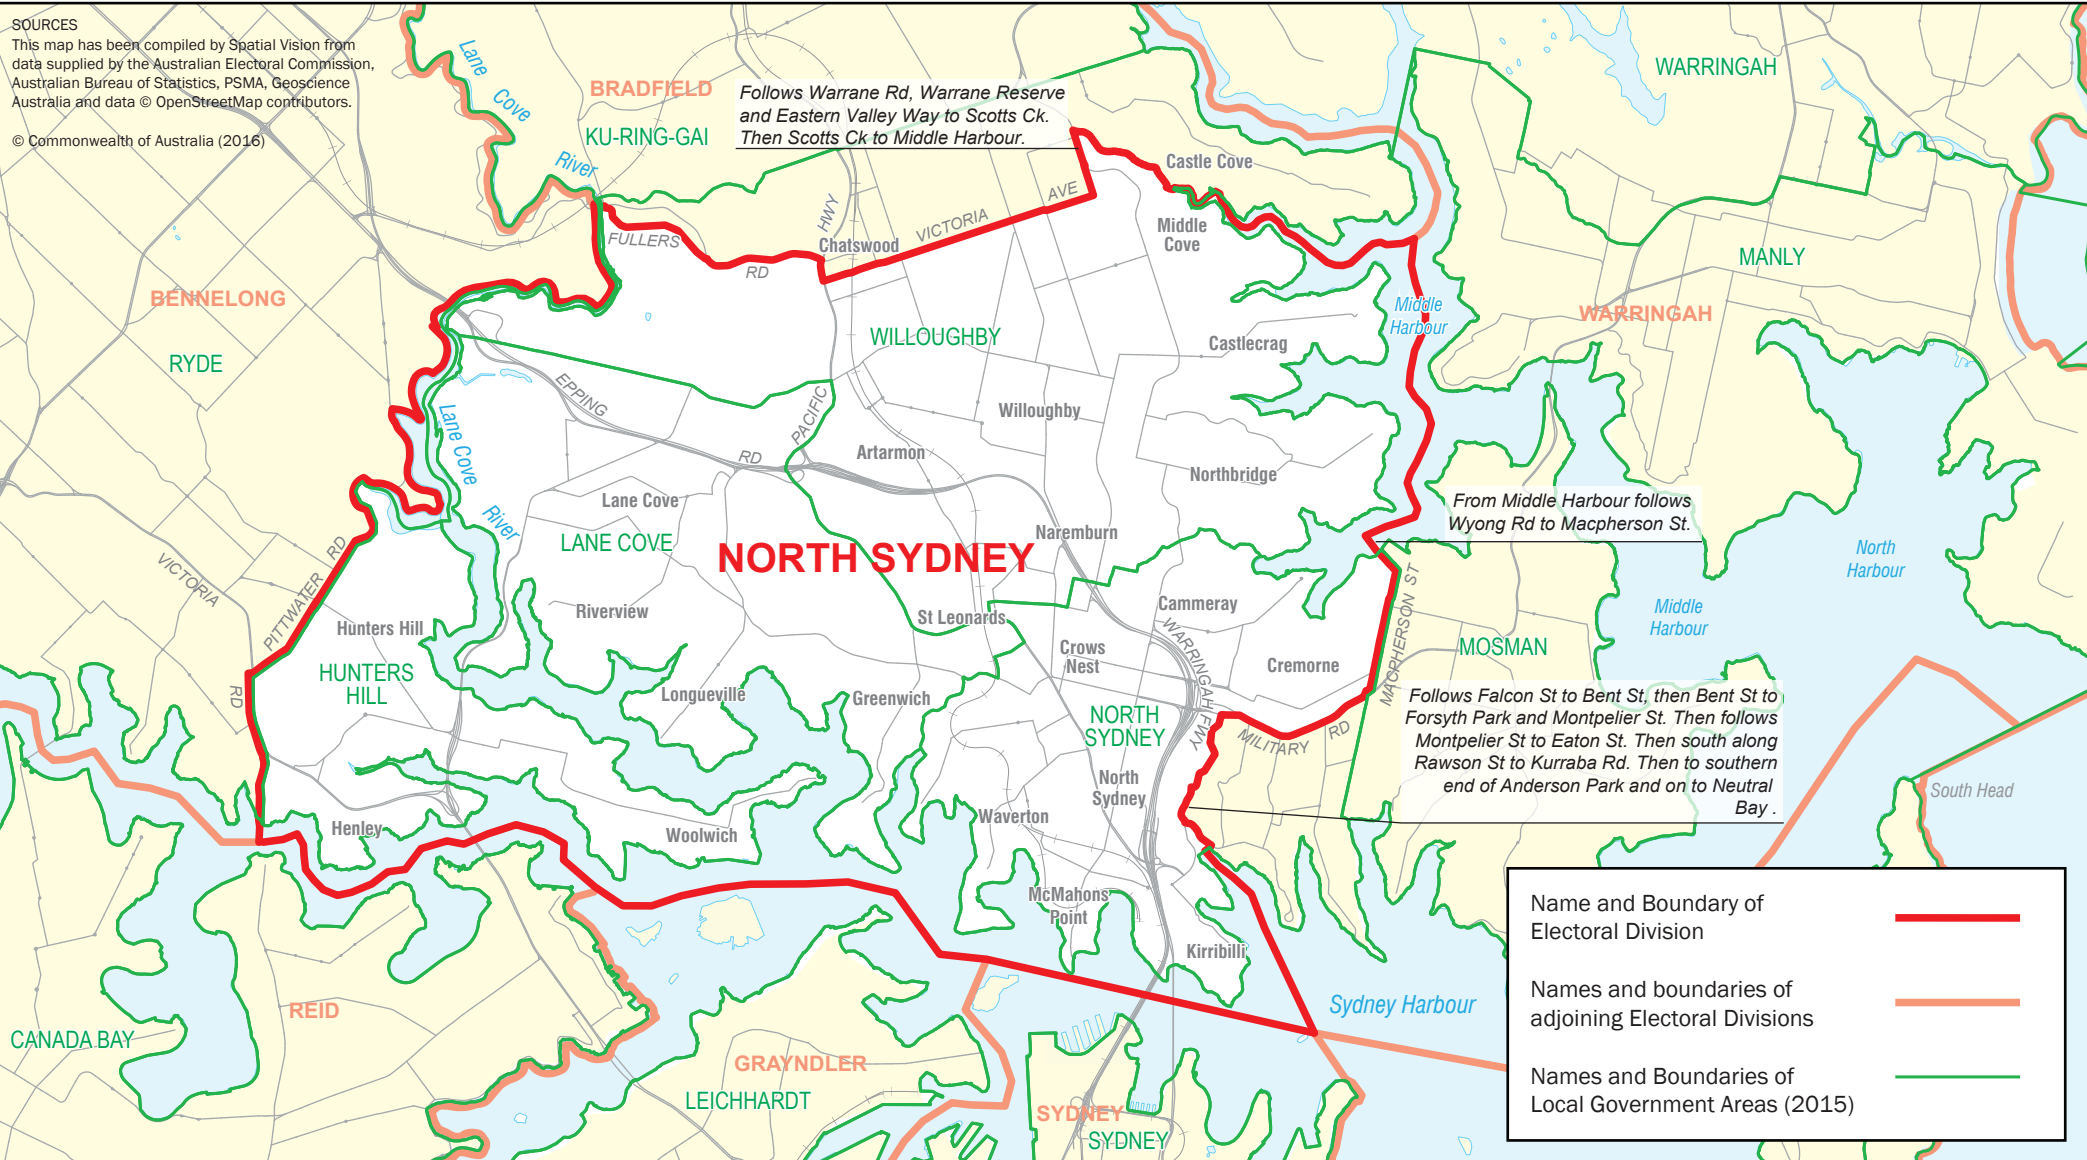 SOURCES
This map has been compiled by Spatial Vision from
data supplied by the Australian Electoral Commission,
Australian Bureau of Statistics, PSMA, Geoscience
Australia and data © OpenStreetMap contributors.
© Commonwealth of Australia (2016)
Lane
Cove
River
BRADFIELD
KU-RING-GAI
Follows Warrane Rd, Warrane Reserve
and Eastern Valley Way to Scotts Ck.
Then Scotts Ck to Middle Harbour.
WARRINGAH
Castle Cove
HWY
VICTORIA
AVE
FULLERS
RD
Chatswood
Middle
Cove
MANLY
BENNELONG
Middle
Harbour
WARRINGAH
WILLOUGHBY
Castlecrag
RYDE
EPPING
RD
PACIFIC
Willoughby
Artarmon
Lane Cove
River
Northbridge
Lane Cove
LANE COVE
From Middle Harbour follows
Wyong Rd to Macpherson St.
Naremburn
NORTH SYDNEY
North
Harbour
VICTORIA
RD
PITTWATER
RD
Hunters Hill
Riverview
St Leonards
Cammeray
WARRINGAH FWY
MACPHERSON ST
Middle
Harbour
MOSMAN
Crows
Nest
Cremorne
HUNTERS
HILL
Longueville
Greenwich
NORTH
SYDNEY
MILITARY
RD
Follows Falcon St to Bent St, then Bent St to
Forsyth Park and Montpelier St. Then follows
Montpelier St to Eaton St. Then south along
Rawson St to Kurraba Rd. Then to southern
end of Anderson Park and on to Neutral
Bay .
North
Sydney
South Head
Henley
Woolwich
Waverton
McMahons
Point
Kirribilli
Sydney Harbour
REID
CANADA BAY
GRAYNDLER
LEICHHARDT
SYDNEY
SYDNEY
Name and Boundary of
Electoral Division
Names and boundaries of
adjoining Electoral Divisions
Names and Boundaries of
Local Government Areas (2015)